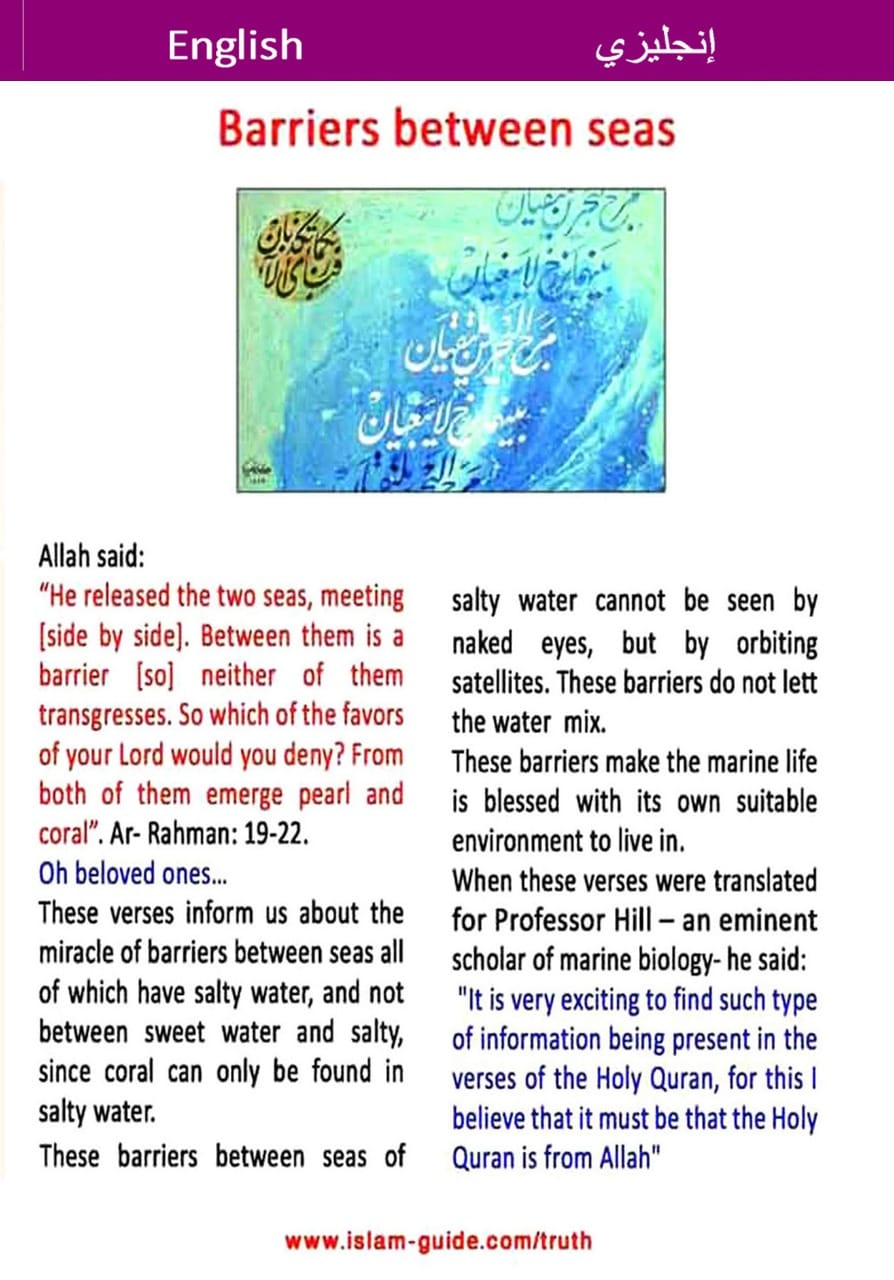 English
إنجليزي
Barriers between seas
فبأي آلاء
ربكما تكذبان
مرج البحرين يلتقيان
بينهما برزخ لا يبغيان
مرج البحرين يلتقيان
بينهما برزخ لا يبغيان
Allah said:
“He released the two seas, meeting
[side by side]. Between them is a
barrier [so] neither of them
transgresses. So which of the favors
of your Lord would you deny? From
both of them emerge pearl and
coral”. Ar- Rahman: 19-22.
Oh beloved ones...
These verses inform us about the
miracle of barriers between seas all
of which have salty water, and not
between sweet water and salty,
since coral can only be found in
salty water.
These barriers between seas of
salty water cannot be seen by
naked eyes, but by orbiting
satellites. These barriers do not lett
the water mix.
These barriers make the marine life
is blessed with its own suitable
environment to live in.
When these verses were translated
for Professor Hill – an eminent
scholar of marine biology- he said:
"It is very exciting to find such type
of information being present in the
verses of the Holy Quran, for this I
believe that it must be that the Holy
Quran is from Allah"
www.islam-guide.com/truth